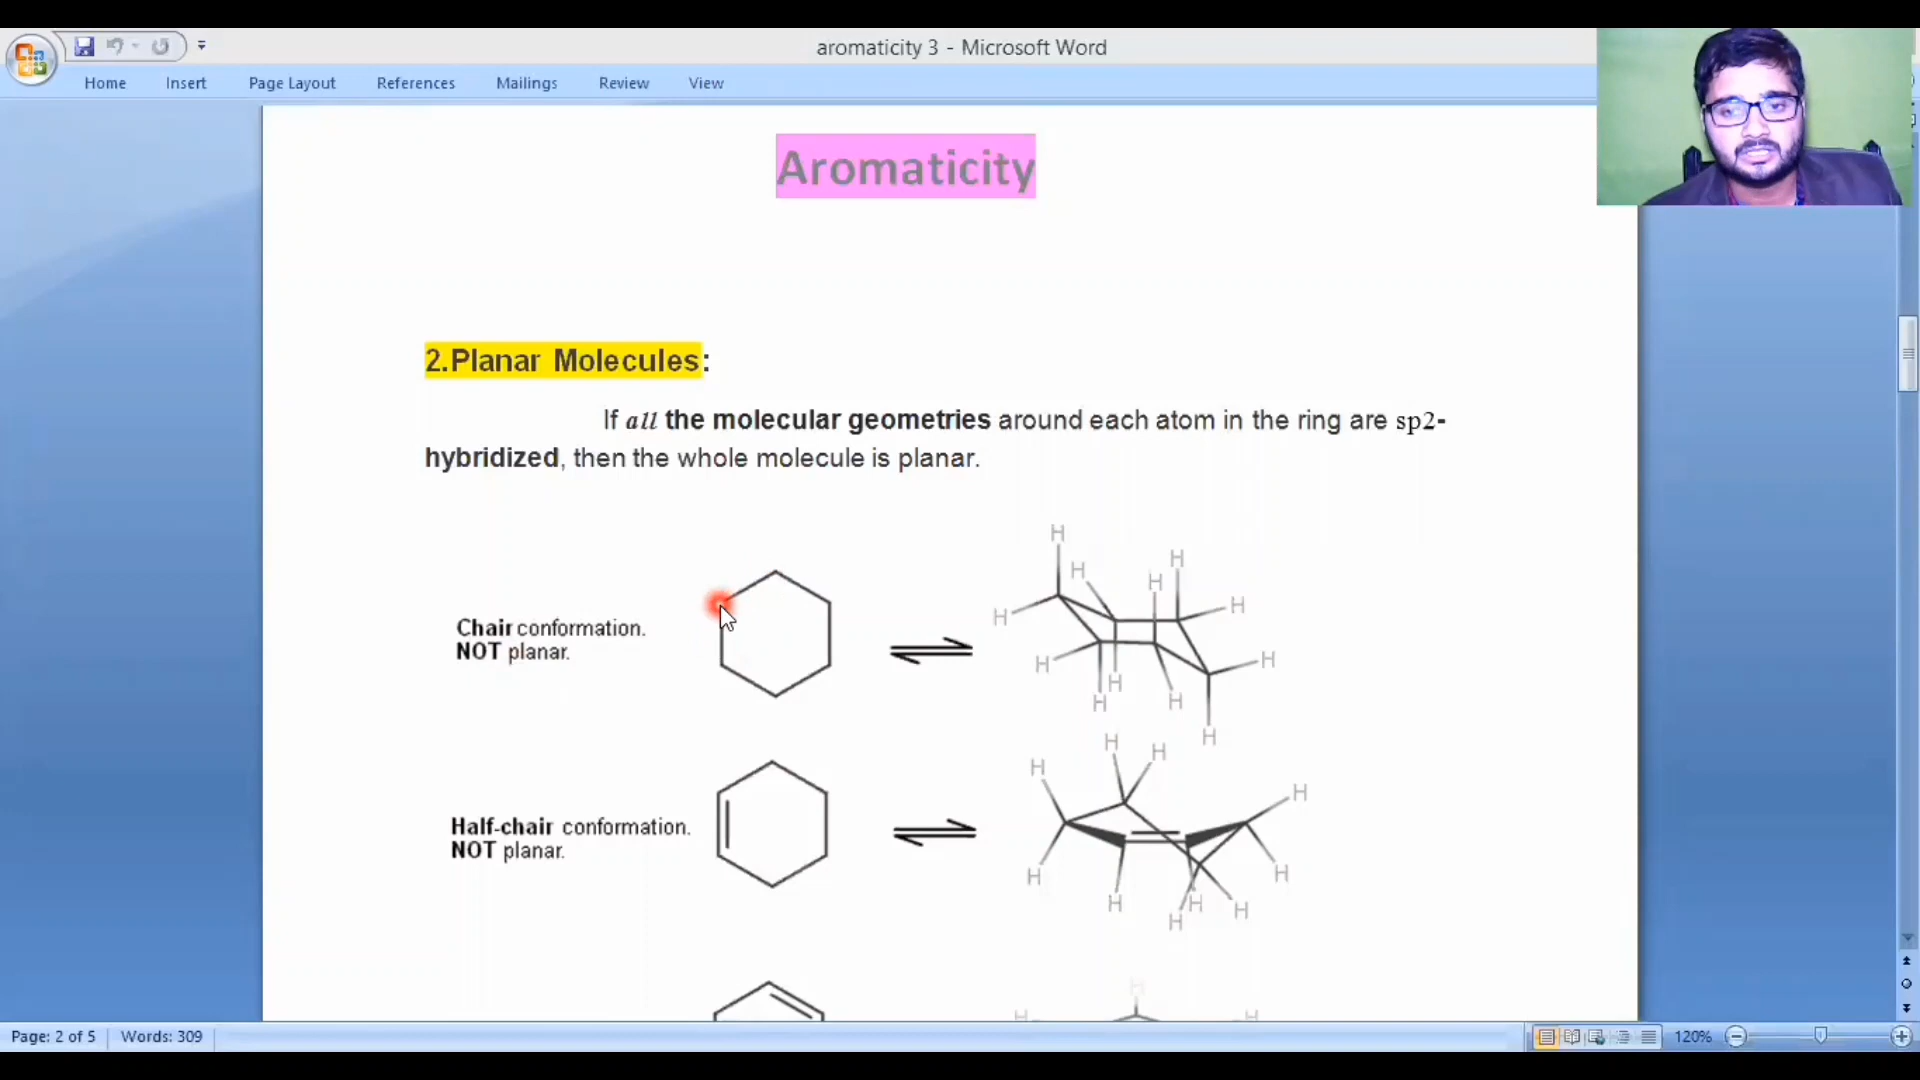 aromaticity 3 - Microsoft Word
Home Insert Page Layout References Mailings Review View
Aromaticity
2.Planar Molecules:
If all the molecular geometries around each atom in the ring are sp2-
hybridized, then the whole molecule is planar.
H
H H
H H
H H
Chair conformation.
NOT planar.
H H
H H
H H
H
H H
H H
Half-chair conformation.
NOT planar.
H H
H H H
H H
H
H H
Page: 2 of 5 Words: 309 120%